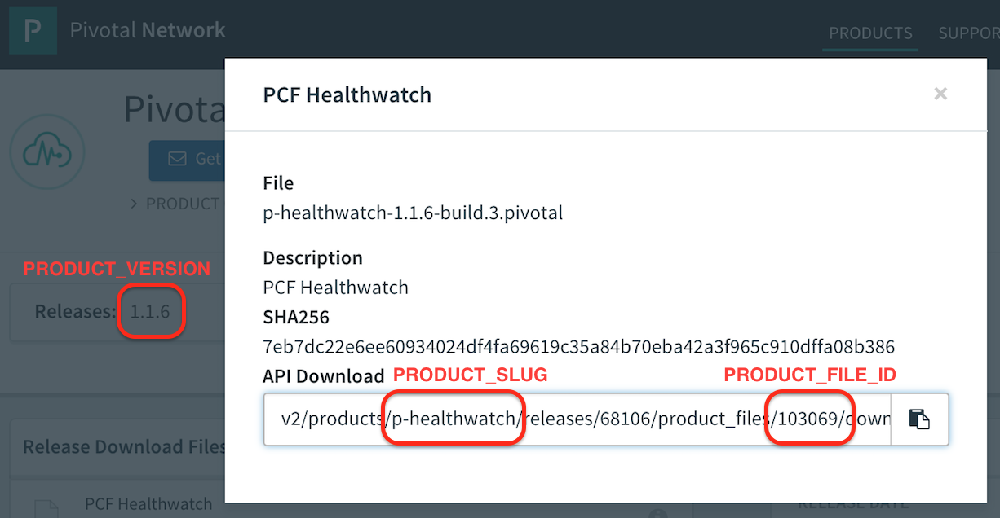 P Pivotal Network
PRODUCTS SUPPOR
PCF Healthwatch ×
Pivota
Get
> PRODUCT
File
p-healthwatch-1.1.6-build.3.pivotal
Description
PCF Healthwatch
PRODUCT_VERSION
Releases: 1.1.6
SHA256
7eb7dc22e6ee60934024df4fa69619c35a84b70eba42a3f965c910dffa08b386
API Download PRODUCT_SLUG PRODUCT_FILE_ID
v2/products/p-healthwatch/releases/68106/product_files/103069/down
Release Download Files
PCF Healthwatch
RELEASE DATE